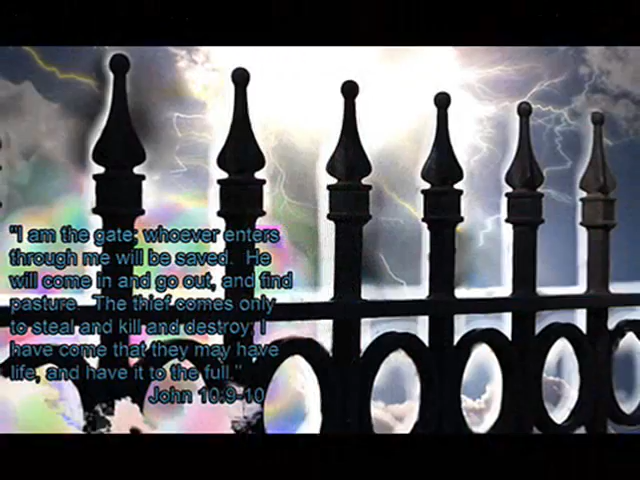 "I am the gate; whoever enters
through me will be saved.  He
will come in and go out, and find
pasture.  The thief comes only
to steal and kill and destroy; I
have come that they may have
life, and have it to the full."
John 10:9-10